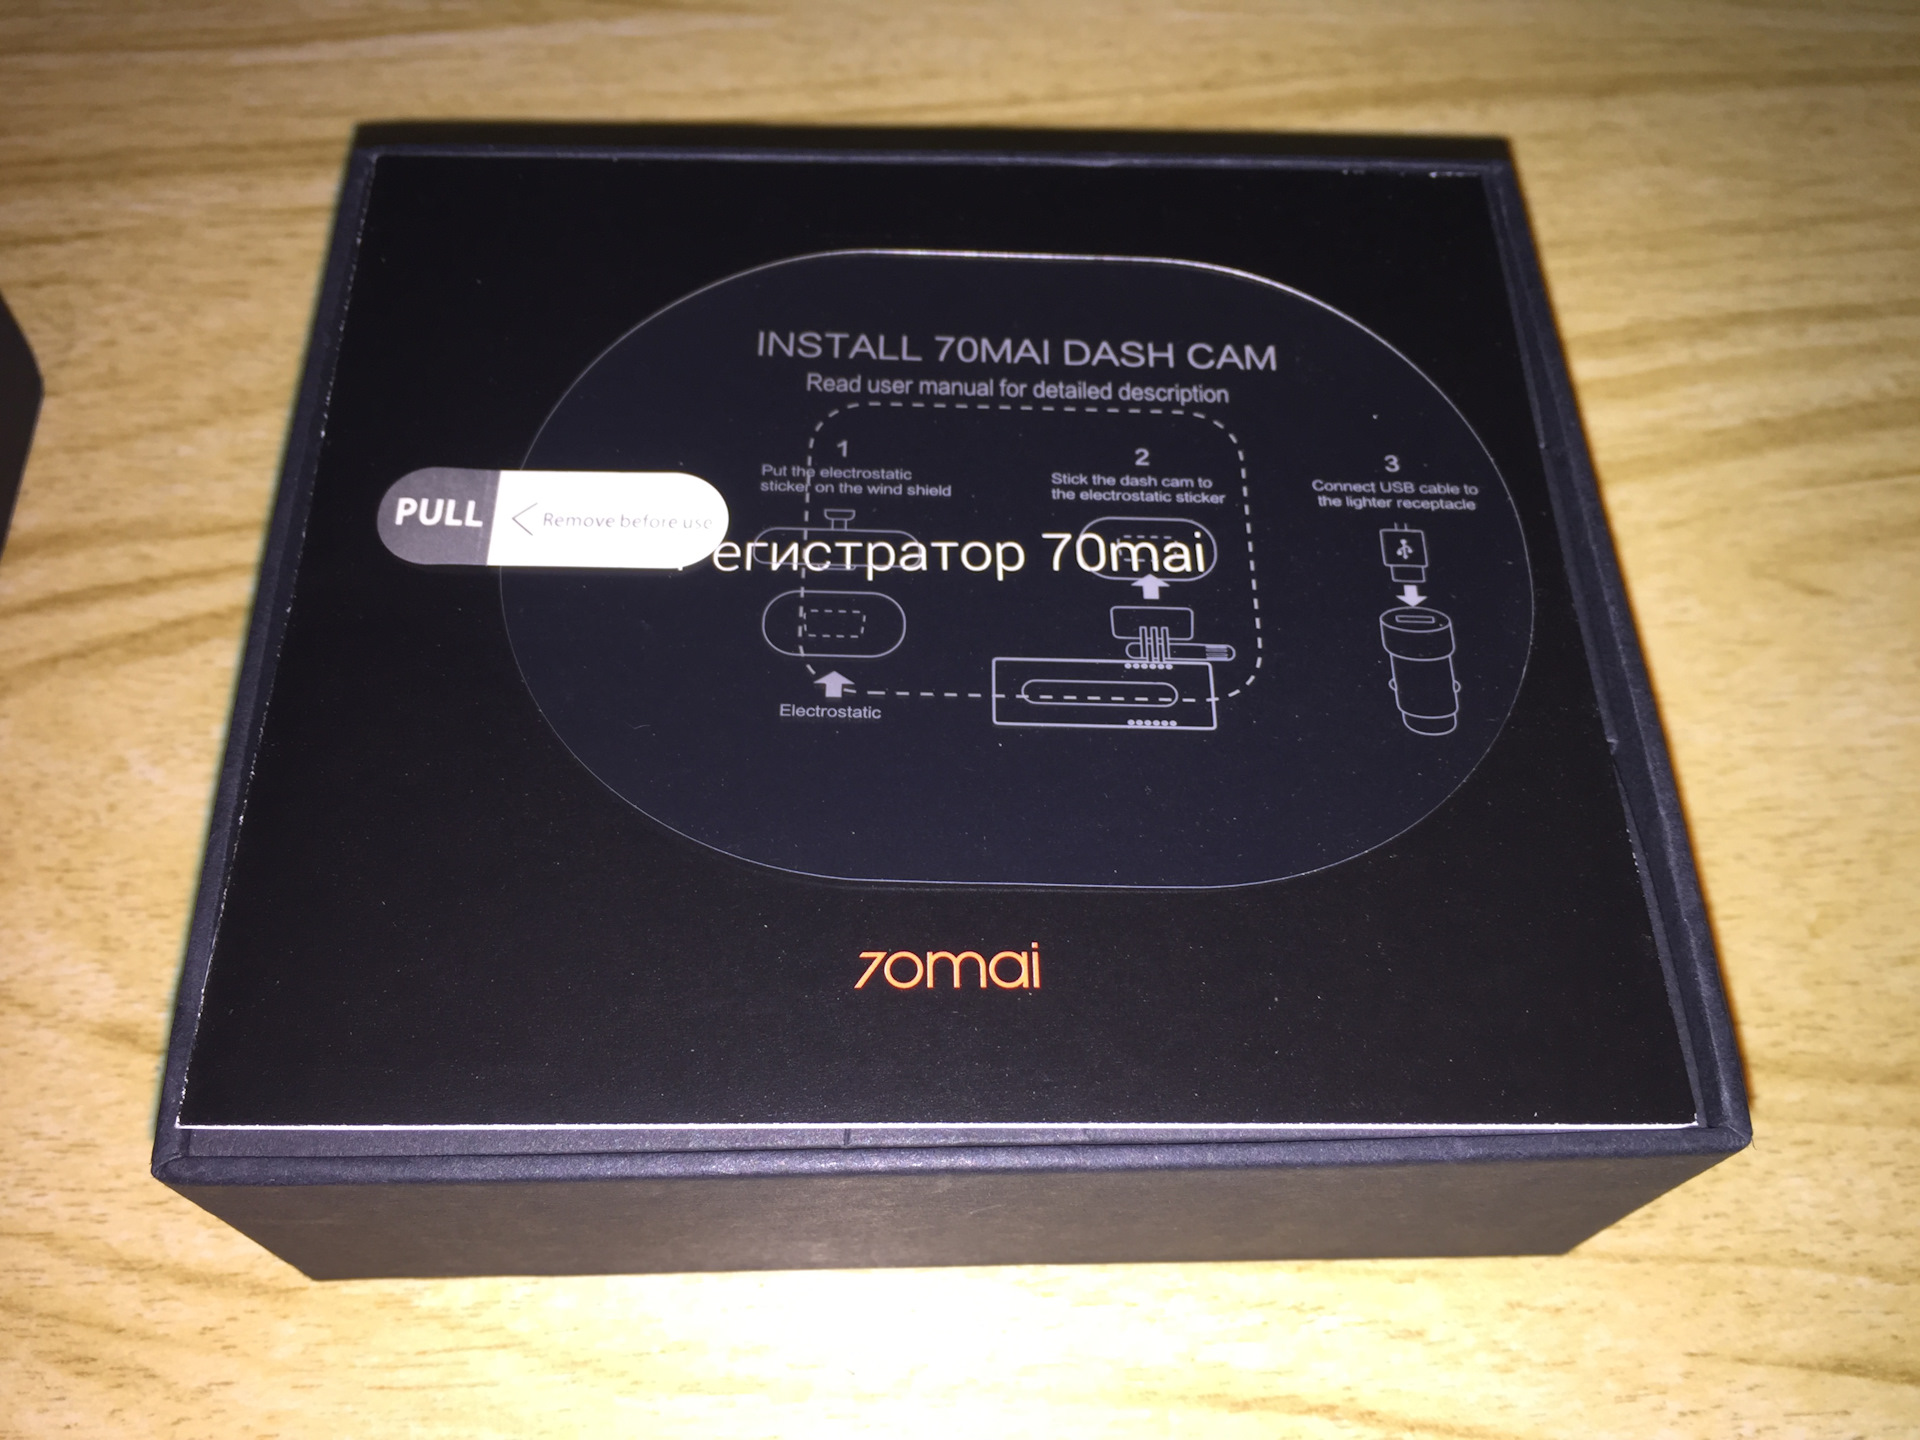 INSTALL 70MAI DASH CAM
Read user manual for detailed description
1
Put the electrostatic
sticker on the wind shield
2
Stick the dash cam to
the electrostatic sticker
3
Connect USB cable to
the lighter receptacle
PULL
< Remove before use
Регистратор 70mai
Electrostatic
70mai